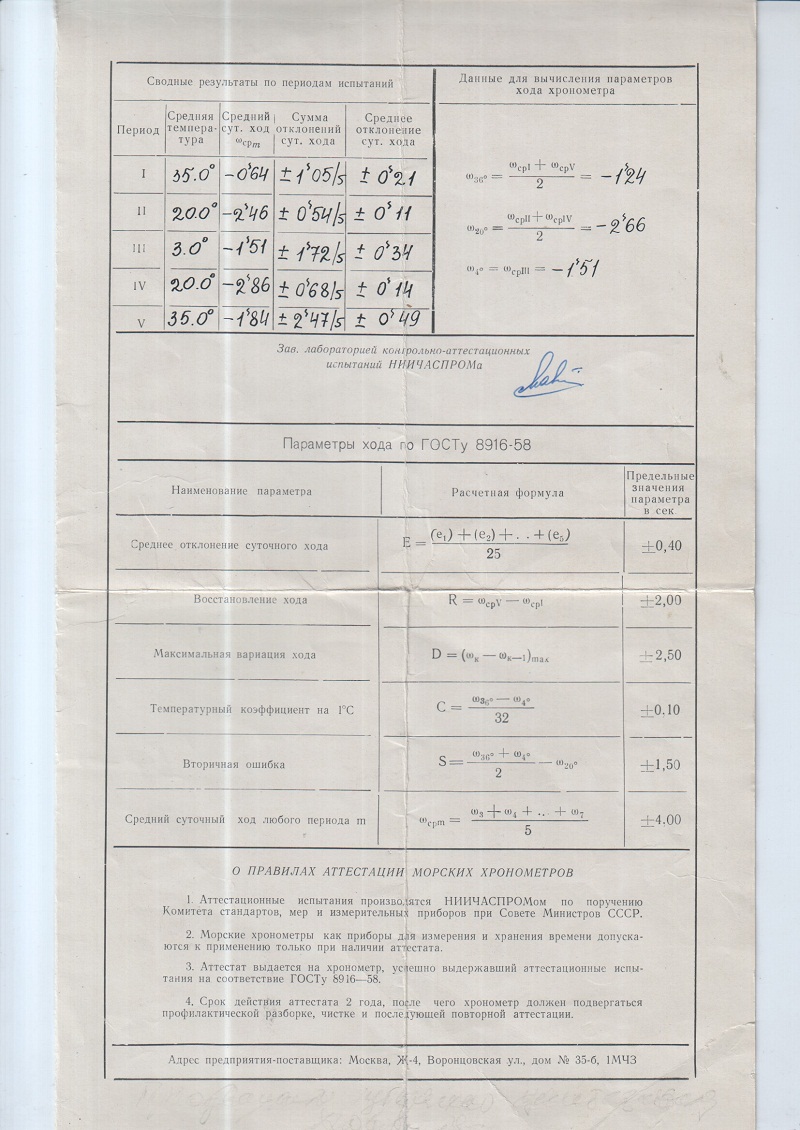 Сводные результаты по периодам испытаний
Период | Средняя температура | Средний сут. ход ωсрm | Сумма отклонений сут. хода | Среднее отклонение сут. хода
I | 35.0° | −0ˢ64 | ±1ˢ05/5 | ± 0ˢ21
II | 20.0° | −2ˢ46 | ± 0ˢ54/5 | ± 0ˢ11
III | 3.0° | −1ˢ51 | ± 1ˢ72/5 | ± 0ˢ34
IV | 20.0° | −2ˢ86 | ± 0ˢ68/5 | ± 0ˢ14
V | 35.0° | −1ˢ84 | ± 2ˢ47/5 | ± 0ˢ49
Данные для вычисления параметров
хода хронометра
ω36° = (ωсрI + ωсрV) / 2 = −1ˢ24
ω20° = (ωсрII + ωсрIV) / 2 = −2ˢ66
ω4° = ωсрIII = −1ˢ51
Зав. лабораторией контрольно-аттестационных
испытаний НИИЧАСПРОМа
Параметры хода по ГОСТу 8916-58
Наименование параметра | Расчетная формула | Предельные значения параметра в сек.
Среднее отклонение суточного хода | E = ((e₁) + (e₂) + . . + (e₅)) / 25 | ±0,40
Восстановление хода | R = ωсрV — ωсрI | ±2,00
Максимальная вариация хода | D = (ωк — ωк—1)max | ±2,50
Температурный коэффициент на 1°С | C = (ω36° — ω4°) / 32 | ±0.10
Вторичная ошибка | S = (ω36° + ω4°) / 2 — ω20° | ±1,50
Средний суточный ход любого периода m | ωсрm = (ω3 + ω4 + .. + ω7) / 5 | ±4.00
О ПРАВИЛАХ АТТЕСТАЦИИ МОРСКИХ ХРОНОМЕТРОВ
1. Аттестационные испытания производятся НИИЧАСПРОМом по поручению
Комитета стандартов, мер и измерительных приборов при Совете Министров СССР.
2. Морские хронометры как приборы для измерения и хранения времени допуска-
ются к применению только при наличии аттестата.
3. Аттестат выдается на хронометр, успешно выдержавший аттестационные испы-
тания на соответствие ГОСТу 8916—58.
4. Срок действия аттестата 2 года, после чего хронометр должен подвергаться
профилактической разборке, чистке и последующей повторной аттестации.
Адрес предприятия-поставщика: Москва, Ж-4, Воронцовская ул., дом № 35-б, 1МЧЗ